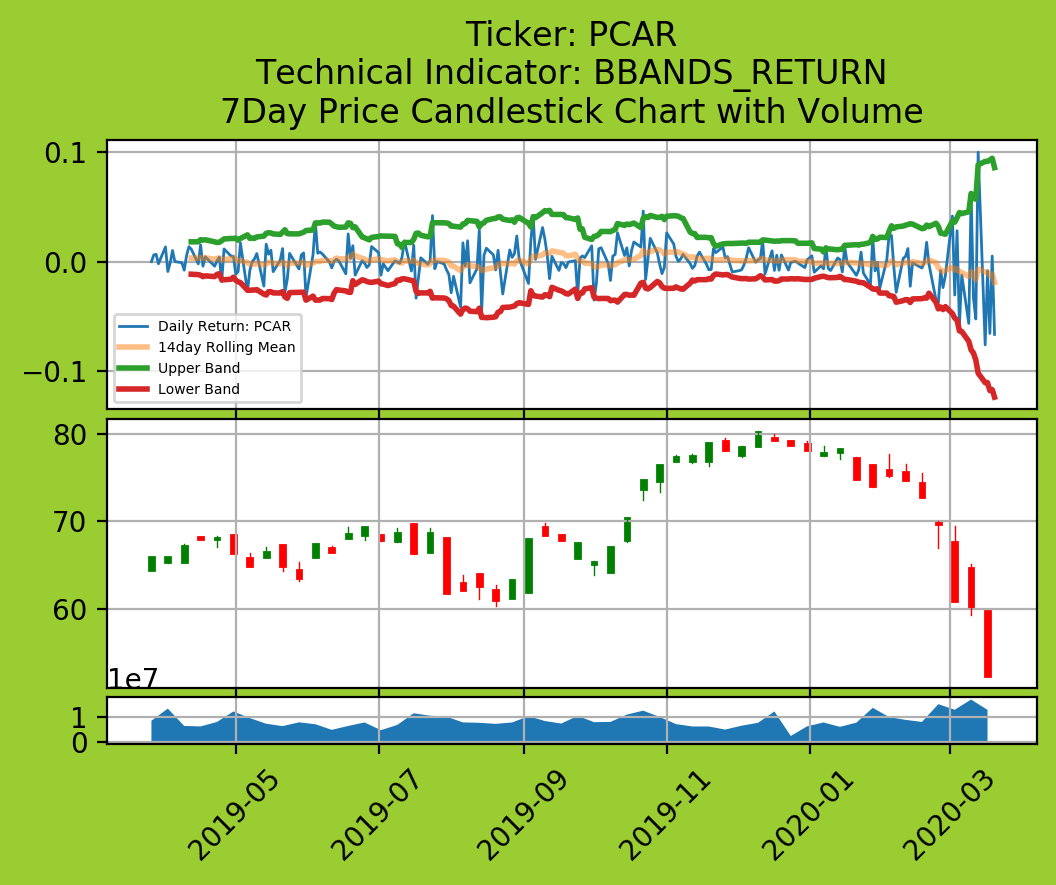 Ticker: PCAR
Technical Indicator: BBANDS_RETURN
7Day Price Candlestick Chart with Volume
0.1
0.0
−0.1
Daily Return: PCAR
14day Rolling Mean
Upper Band
Lower Band
80
70
60
1e7
1
0
2019-05
2019-07
2019-09
2019-11
2020-01
2020-03